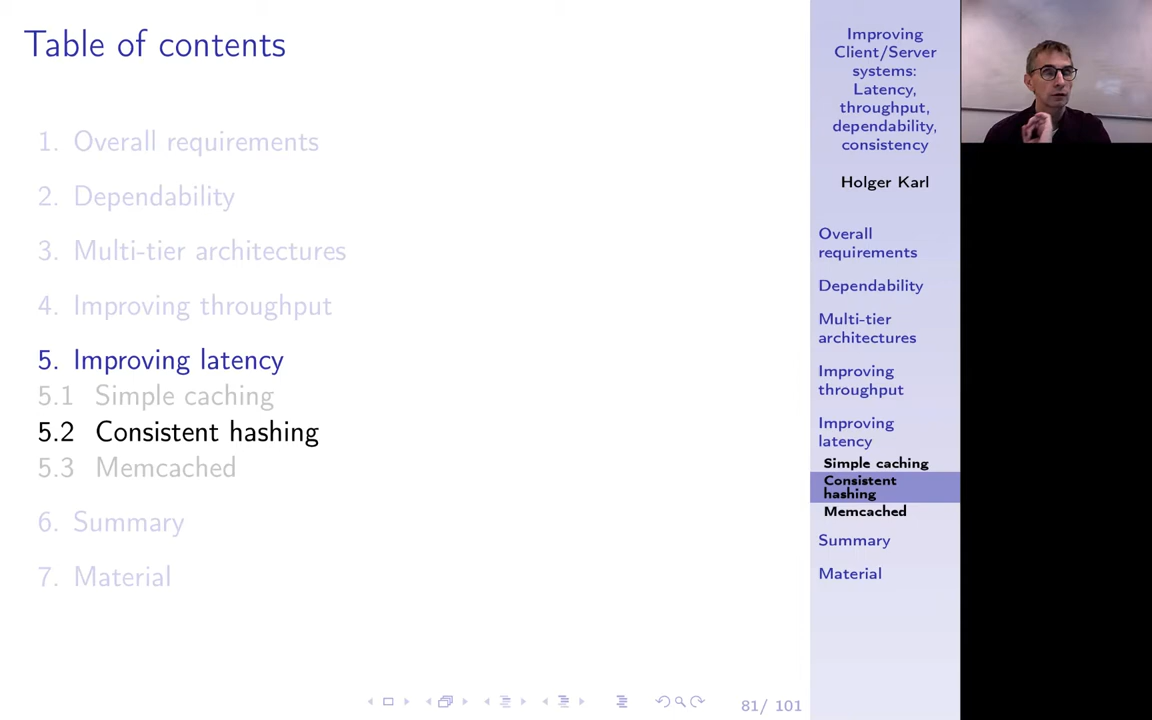 Table of contents
1. Overall requirements
2. Dependability
3. Multi-tier architectures
4. Improving throughput
5. Improving latency
5.1 Simple caching
5.2 Consistent hashing
5.3 Memcached
6. Summary
7. Material
Improving
Client/Server
systems:
Latency,
throughput,
dependability,
consistency
Holger Karl
Overall
requirements
Dependability
Multi-tier
architectures
Improving
throughput
Improving
latency
Simple caching
Consistent
hashing
Memcached
Summary
Material
81/ 101